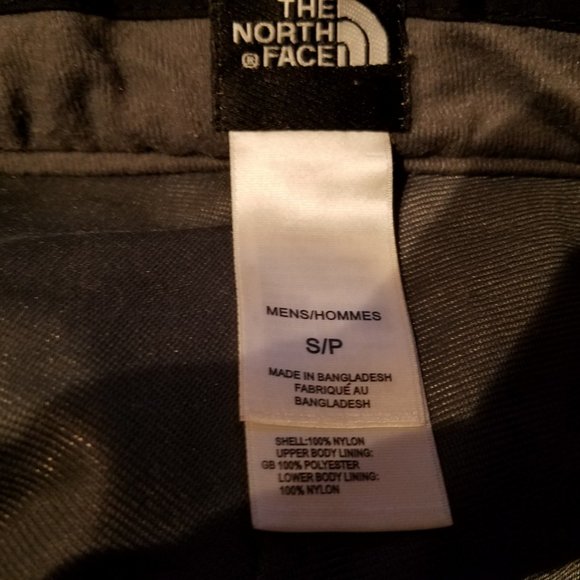 THE
NORTH
® FACE
MENS/HOMMES
S/P
MADE IN BANGLADESH
FABRIQUÉ AU
BANGLADESH
SHELL:100% NYLON
UPPER BODY LINING:
GB 100% POLYESTER
LOWER BODY LINING:
100% NYLON